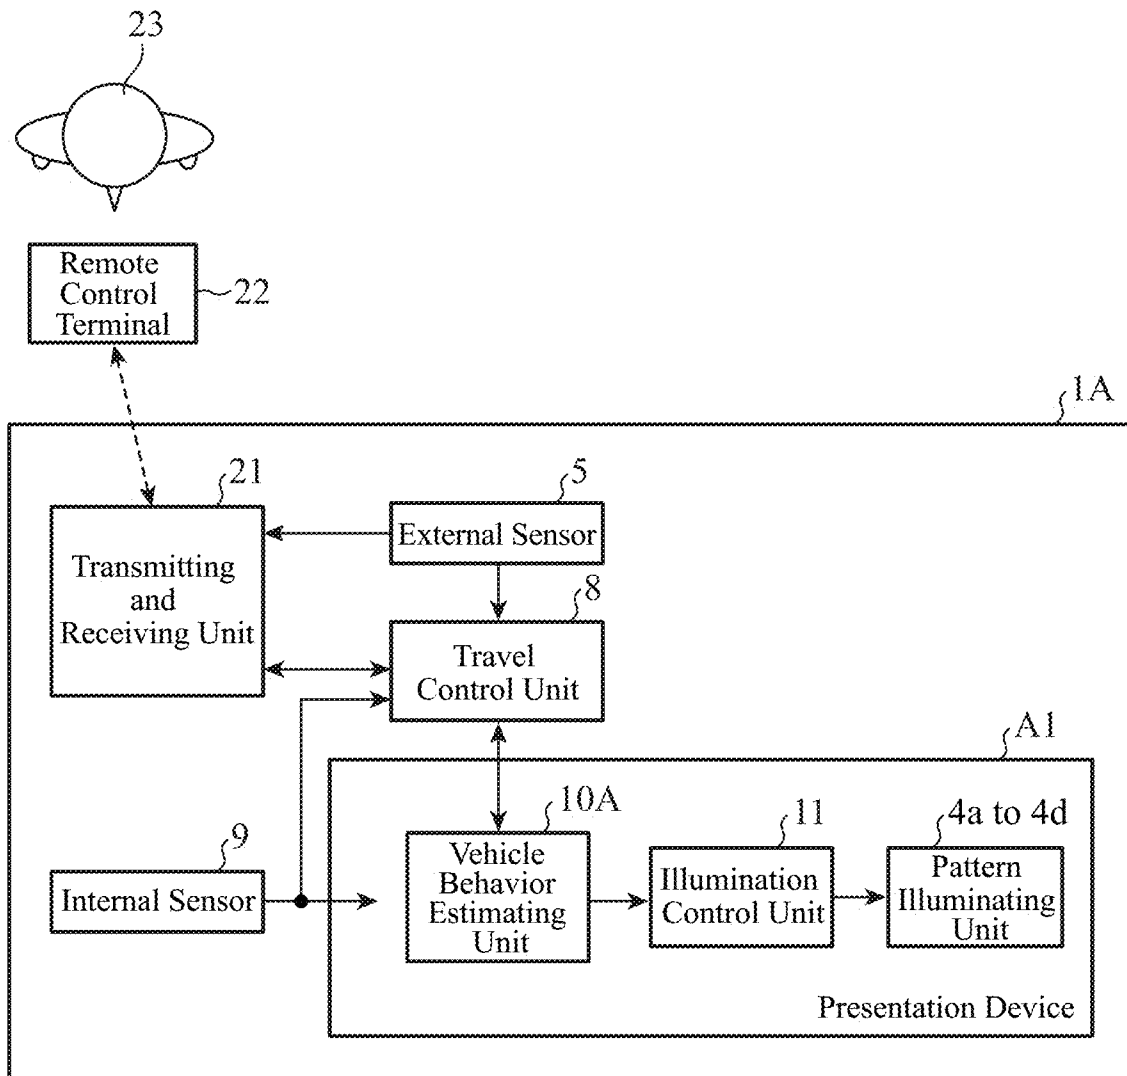 23
Remote
Control
Terminal
22
1A
21
Transmitting
and
Receiving Unit
5
External Sensor
8
Travel
Control Unit
A1
9
Internal Sensor
10A
Vehicle
Behavior
Estimating
Unit
11
Illumination
Control Unit
4a to 4d
Pattern
Illuminating
Unit
Presentation Device